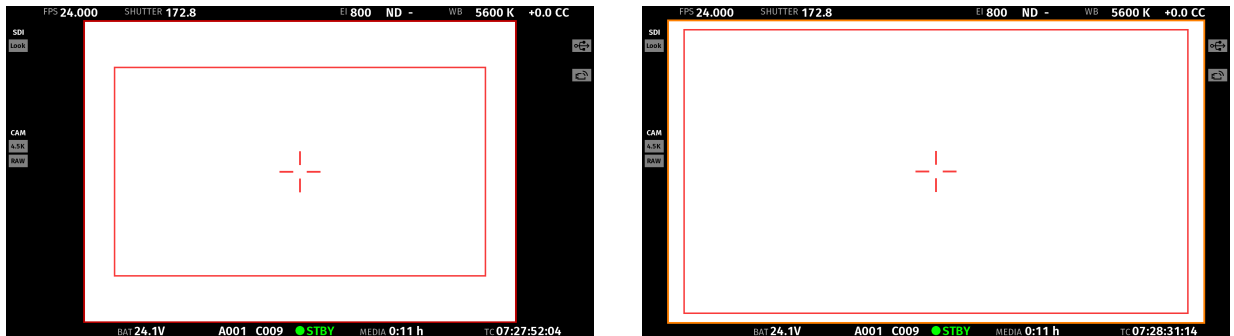 FPS 24.000 SHUTTER 172.8 EI 800 ND - WB 5600 K +0.0 CC
SDI
Look
CAM
4.5K
RAW
BAT 24.1V A001 C009 STBY MEDIA 0:11 h TC 07:27:52:04
FPS 24.000 SHUTTER 172.8 EI 800 ND - WB 5600 K +0.0 CC
SDI
Look
CAM
4.5K
RAW
BAT 24.1V A001 C009 STBY MEDIA 0:11 h TC 07:28:31:14